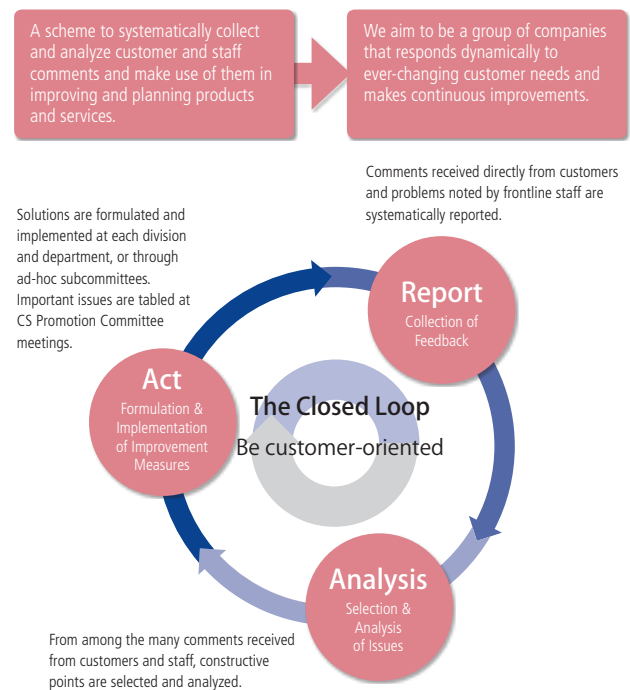 A scheme to systematically collect
and analyze customer and staff
comments and make use of them in
improving and planning products
and services.
We aim to be a group of companies
that responds dynamically to
ever-changing customer needs and
makes continuous improvements.
Comments received directly from customers
and problems noted by frontline staff are
systematically reported.
Solutions are formulated and
implemented at each division
and department, or through
ad-hoc subcommittees.
Important issues are tabled at
CS Promotion Committee
meetings.
Report
Collection of
Feedback
Act
Formulation &
Implementation
of Improvement
Measures
The Closed Loop
Be customer-oriented
Analysis
Selection &
Analysis
of Issues
From among the many comments received
from customers and staff, constructive
points are selected and analyzed.